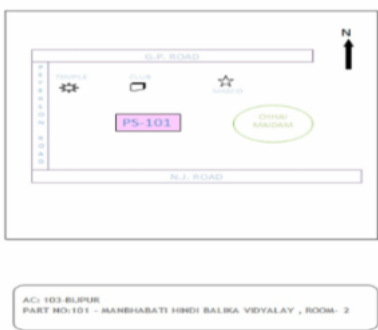 N
G.P. ROAD
TEMPLE
CLUB
PS-101
MAIDAM
N.J. ROAD
AC: 103-BIJPUR
PART NO:101 - MANBHABATI HINDI BALIKA VIDYALAY , ROOM- 2